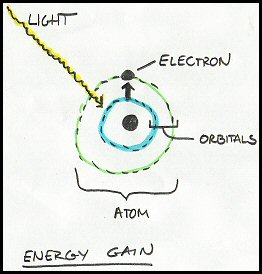 LIGHT
ELECTRON
ORBITALS
ATOM
ENERGY GAIN